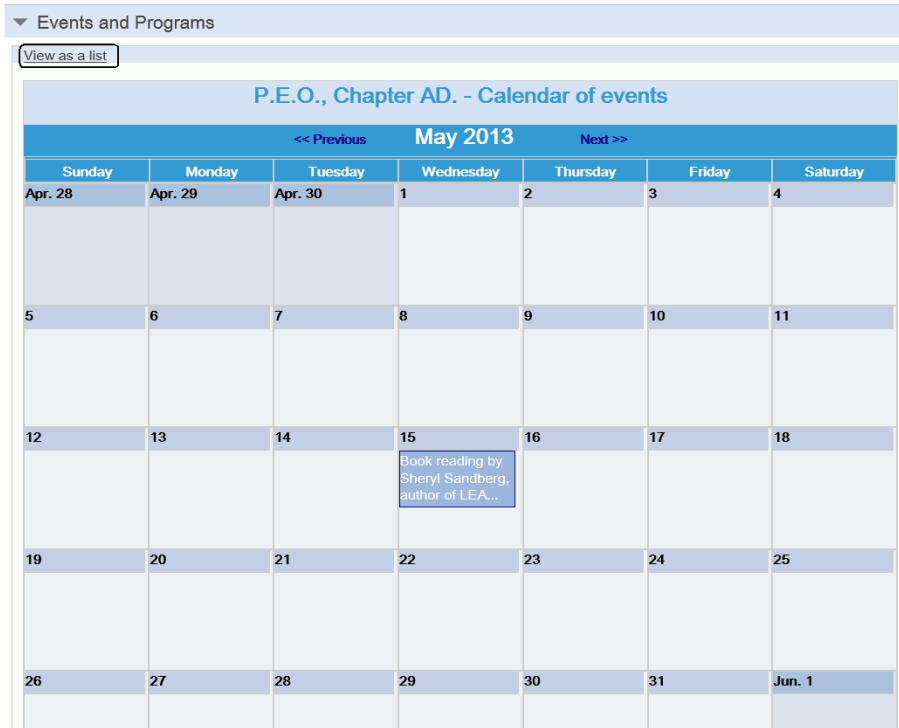 Events and Programs
View as a list
P.E.O., Chapter AD. - Calendar of events
<< Previous May 2013 Next >>
Sunday Monday Tuesday Wednesday Thursday Friday Saturday
Apr. 28 Apr. 29 Apr. 30 1 2 3 4
5 6 7 8 9 10 11
12 13 14 15 16 17 18
Book reading by
Sheryl Sandberg,
author of LEA...
19 20 21 22 23 24 25
26 27 28 29 30 31 Jun. 1